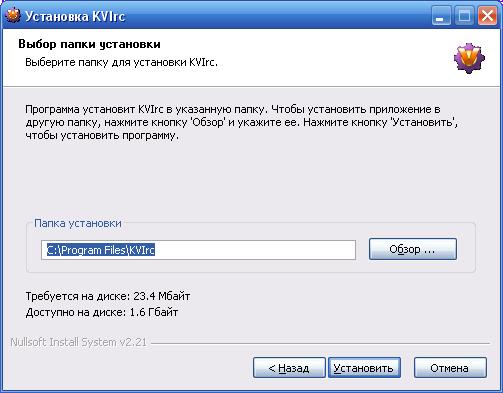 Установка KVIrc
Выбор папки установки
Выберите папку для установки KVIrc.
Программа установит KVIrc в указанную папку. Чтобы установить приложение в
другую папку, нажмите кнопку 'Обзор' и укажите ее. Нажмите кнопку 'Установить',
чтобы установить программу.
Папка установки
C:\Program Files\KVIrc
Обзор ...
Требуется на диске: 23.4 Мбайт
Доступно на диске: 1.6 Гбайт
Nullsoft Install System v2.21
< Назад
Установить
Отмена